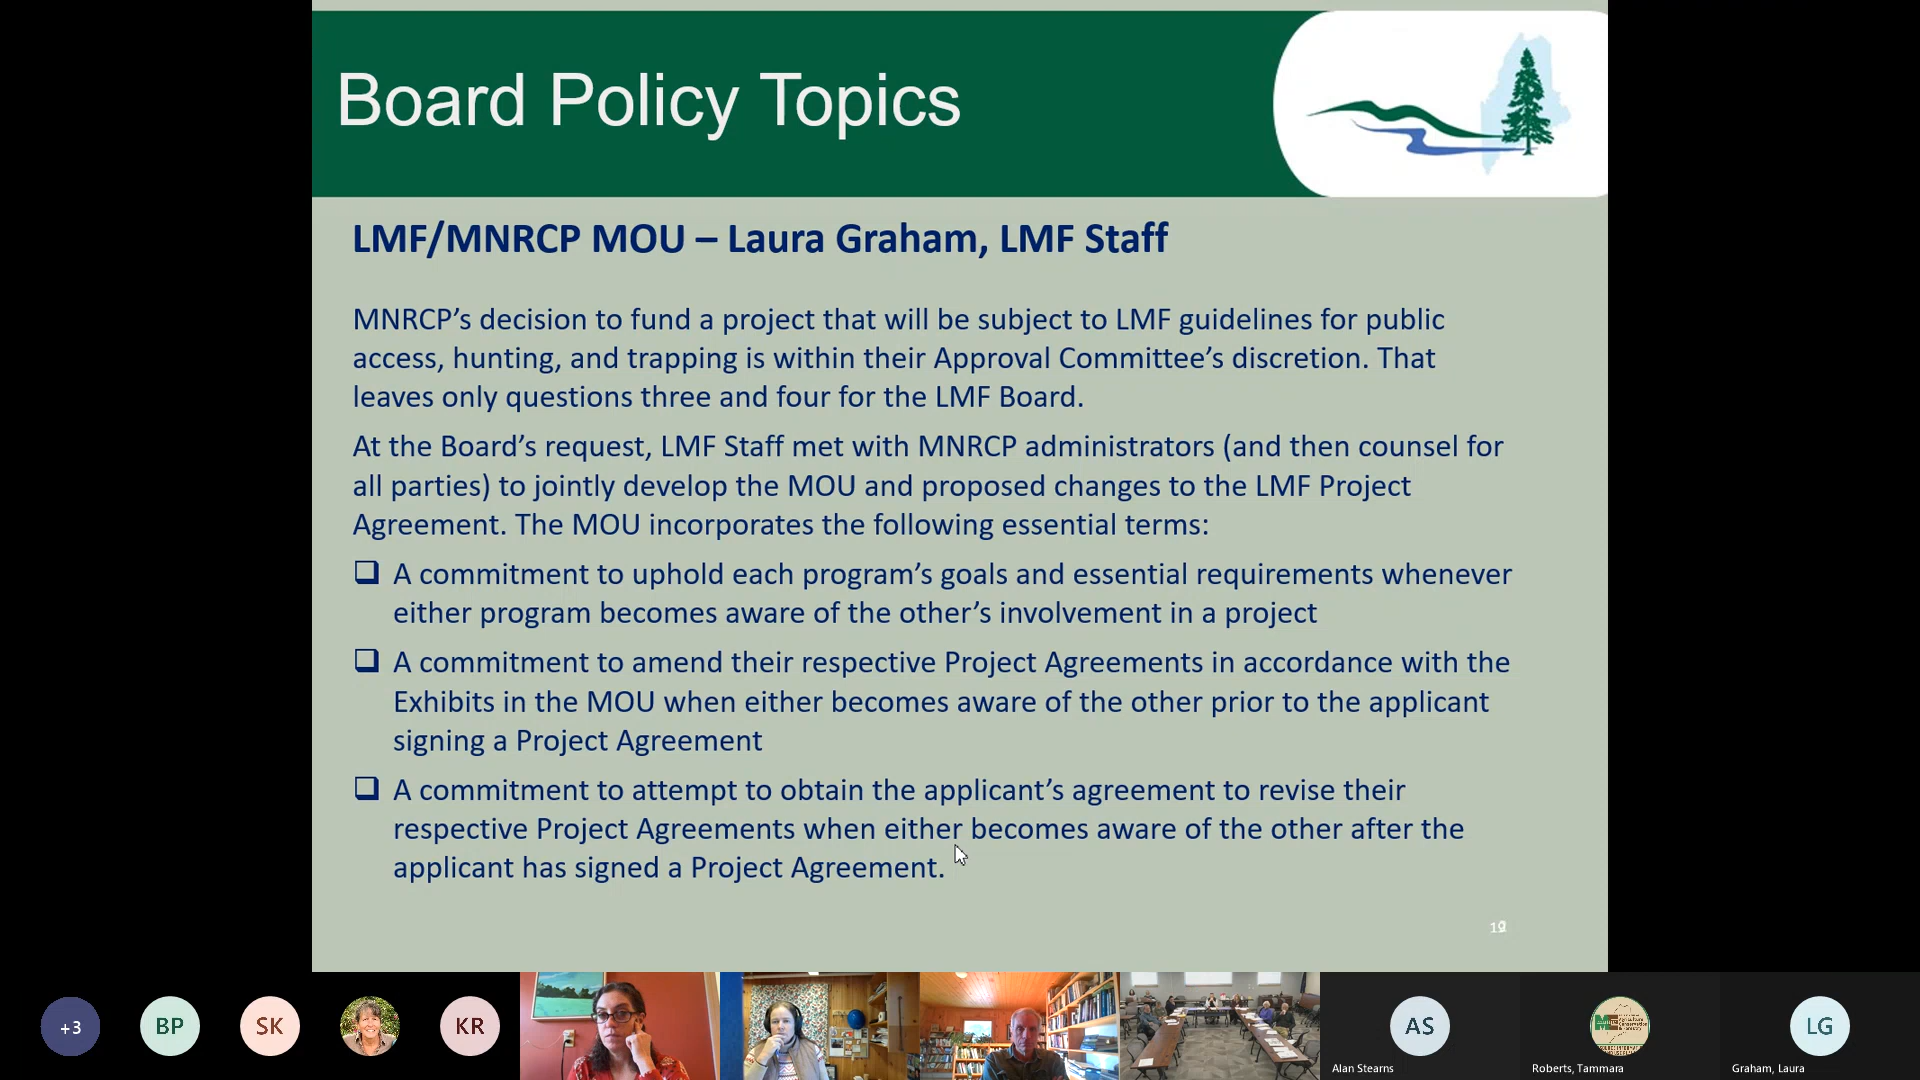 Board Policy Topics
LMF/MNRCP MOU – Laura Graham, LMF Staff
MNRCP’s decision to fund a project that will be subject to LMF guidelines for public
access, hunting, and trapping is within their Approval Committee’s discretion. That
leaves only questions three and four for the LMF Board.
At the Board’s request, LMF Staff met with MNRCP administrators (and then counsel for
all parties) to jointly develop the MOU and proposed changes to the LMF Project
Agreement. The MOU incorporates the following essential terms:
A commitment to uphold each program’s goals and essential requirements whenever
either program becomes aware of the other’s involvement in a project
A commitment to amend their respective Project Agreements in accordance with the
Exhibits in the MOU when either becomes aware of the other prior to the applicant
signing a Project Agreement
A commitment to attempt to obtain the applicant’s agreement to revise their
respective Project Agreements when either becomes aware of the other after the
applicant has signed a Project Agreement.
+3
BP
SK
KR
AS
LG
Alan Stearns
Roberts, Tammara
Graham, Laura